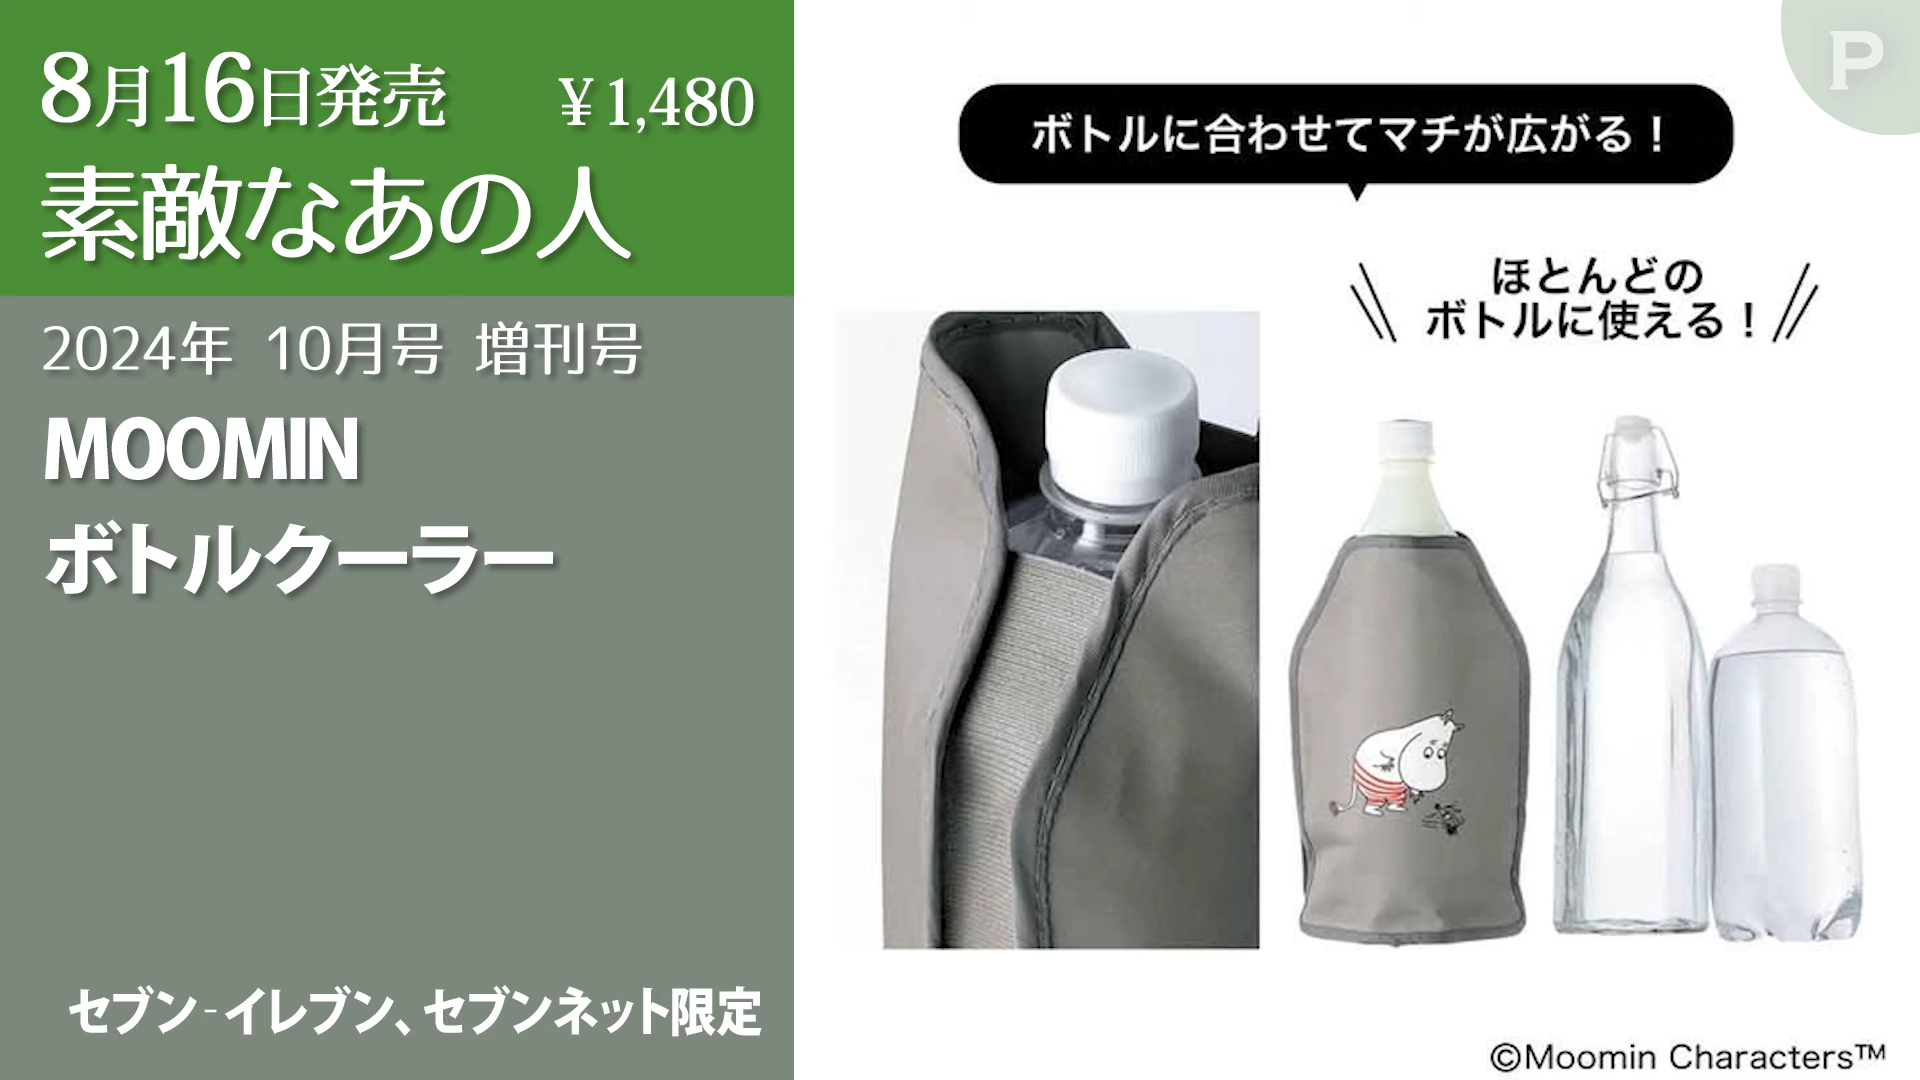 8月16日発売 ￥1,480
素敵なあの人
2024年 10月号 増刊号
MOOMIN
ボトルクーラー
セブン‐イレブン、セブンネット限定
P
ボトルに合わせてマチが広がる！
ほとんどの
ボトルに使える！
©Moomin Characters™